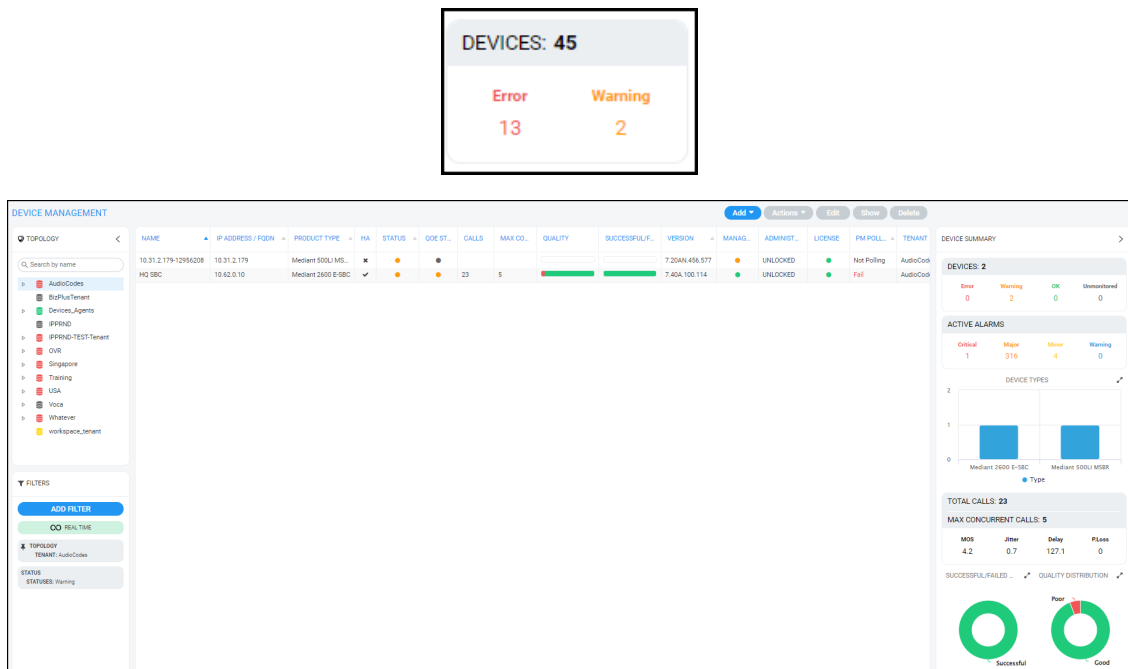 DEVICES: 45
Error Warning
13 2
DEVICE MANAGEMENT
Add Actions Edit Show Delete
TOPOLOGY
Search by name
AudioCodes
BizPlusTenant
Devices_Agents
IPPRND
IPPRND-TEST-Tenant
OVR
Singapore
Training
USA
Voca
Whatever
workspace_tenant
FILTERS
ADD FILTER
REAL TIME
TOPOLOGY
TENANT: AudioCodes
STATUS
STATUSES: Warning
NAME IP ADDRESS / FQDN PRODUCT TYPE HA STATUS QOE ST... CALLS MAX CO... QUALITY SUCCESSFUL/F... VERSION MANAG... ADMINIST... LICENSE PM POLL... TENANT
10.31.2.179-12956208 10.31.2.179 Mediant 500Li MS... 7.20AN.456.577 UNLOCKED Not Polling AudioCod
HQ SBC 10.62.0.10 Mediant 2600 E-SBC 23 5 7.40A.100.114 UNLOCKED Fail AudioCod
DEVICE SUMMARY
DEVICES: 2
Error Warning OK Unmonitored
0 2 0 0
ACTIVE ALARMS
Critical Major Minor Warning
1 316 4 0
DEVICE TYPES
2
1
0
Mediant 2600 E-SBC Mediant 500Li MSBR
Type
TOTAL CALLS: 23
MAX CONCURRENT CALLS: 5
MOS Jitter Delay P.Loss
4.2 0.7 127.1 0
SUCCESSFUL/FAILED ... QUALITY DISTRIBUTION
Poor
Successful Good